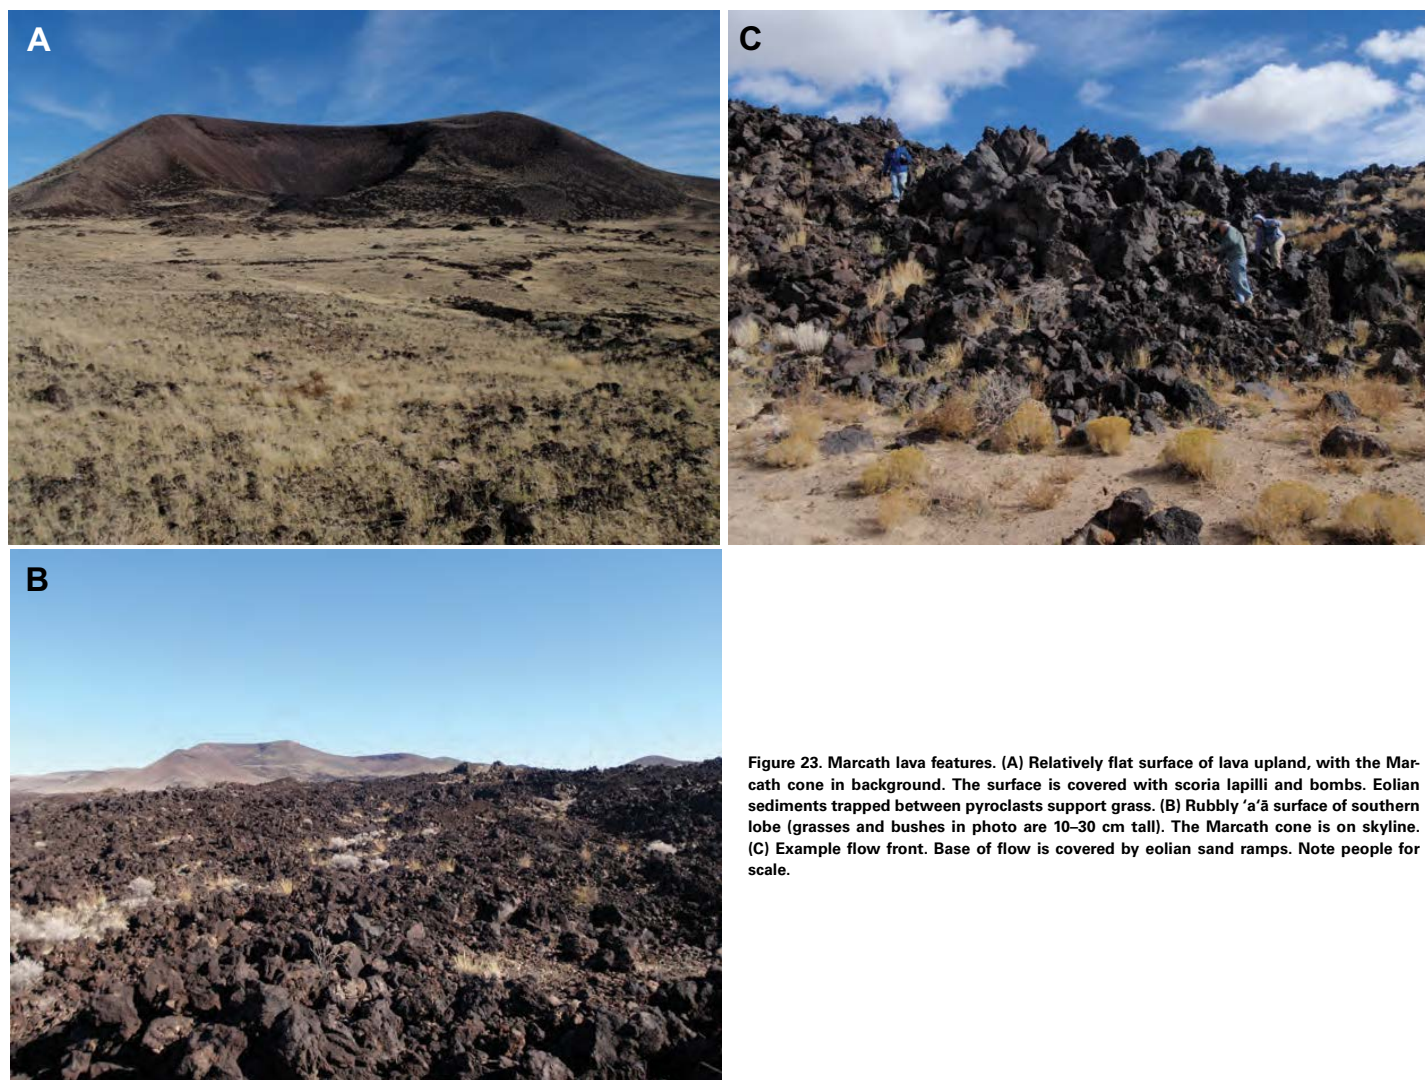 A
C
B
Figure 23. Marcath lava features. (A) Relatively flat surface of lava upland, with the Mar-
cath cone in background. The surface is covered with scoria lapilli and bombs. Eolian
sediments trapped between pyroclasts support grass. (B) Rubbly ‘a‘ā surface of southern
lobe (grasses and bushes in photo are 10–30 cm tall). The Marcath cone is on skyline.
(C) Example flow front. Base of flow is covered by eolian sand ramps. Note people for
scale.